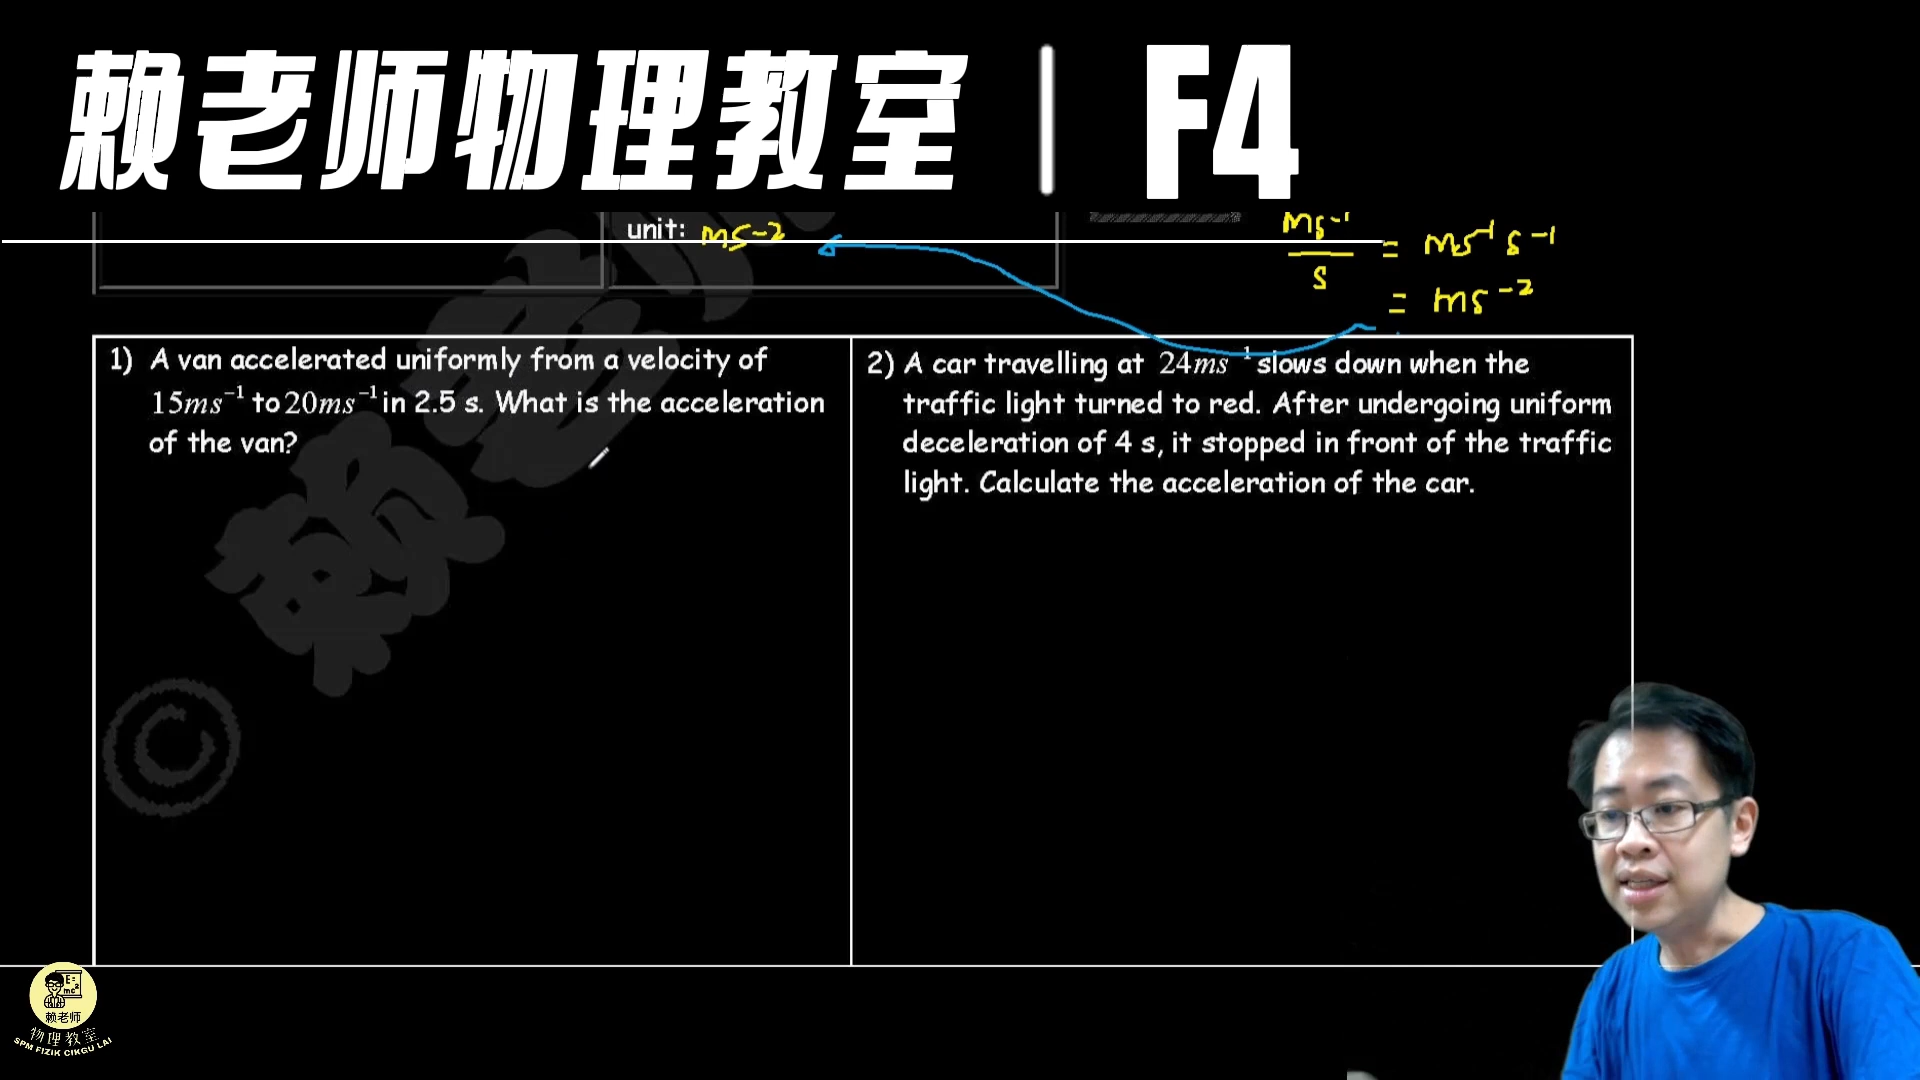 赖老师物理教室 | F4
unit: ms-2
ms⁻¹
s
= ms⁻¹ s⁻¹
= ms⁻²
1) A van accelerated uniformly from a velocity of
15ms⁻¹ to 20ms⁻¹ in 2.5 s. What is the acceleration
of the van?
2) A car travelling at 24ms⁻¹ slows down when the
traffic light turned to red. After undergoing uniform
deceleration of 4 s, it stopped in front of the traffic
light. Calculate the acceleration of the car.
©
E=
mc²
赖老师
物理教室
SPM FIZIK CIKGU LAI